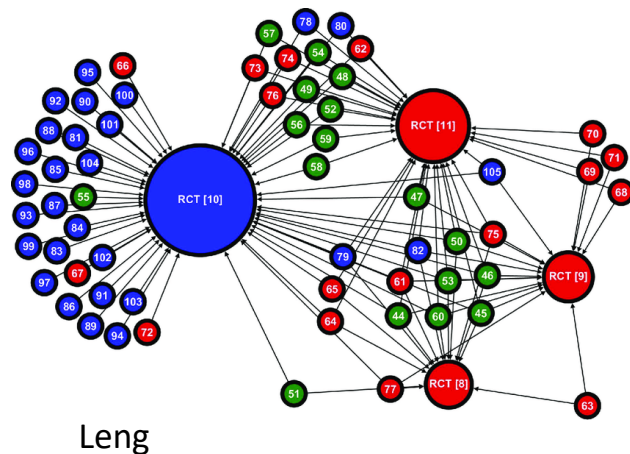 57 78 80
54 62
95 66 73 74 48
92 90 100 76 49
88 81 101 56 52 RCT [11]
96 85 104 59 70
98 55 RCT [10] 58 105 69 71
93 87 47 68
99 84
83 102 79 82 50 75
97 67 65 61 53 46 RCT [9]
86 91 103 64 44 60 45
89 94 72
51 77 RCT [8] 63
Leng